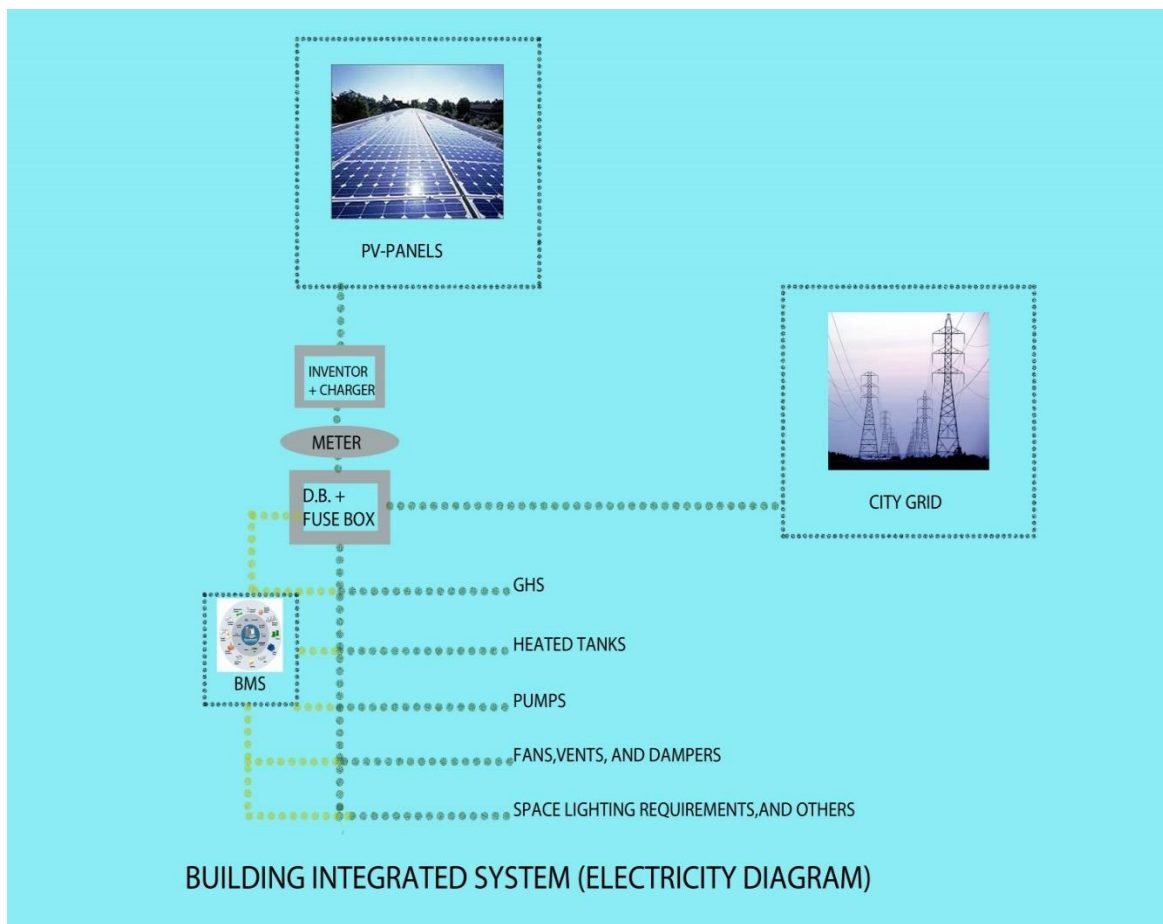 PV-PANELS
INVENTOR
+ CHARGER
METER
D.B. +
FUSE BOX
CITY GRID
GHS
HEATED TANKS
BMS
PUMPS
FANS,VENTS, AND DAMPERS
SPACE LIGHTING REQUIREMENTS,AND OTHERS
BUILDING INTEGRATED SYSTEM (ELECTRICITY DIAGRAM)